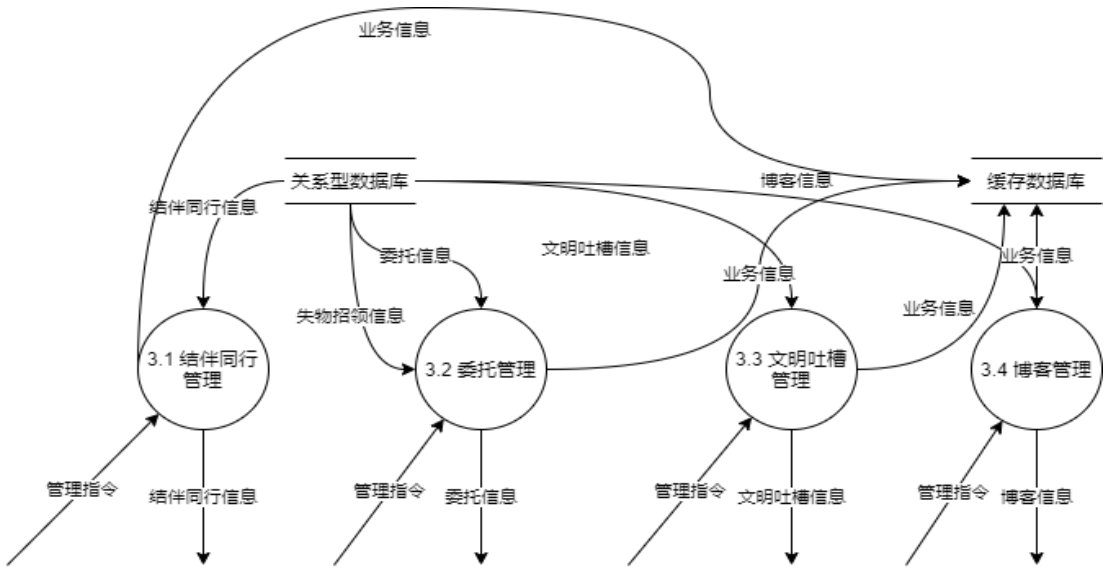 业务信息
关系型数据库
博客信息
缓存数据库
结伴同行信息
委托信息
文明吐槽信息
业务信息
业务信息
失物招领信息
业务信息
3.1 结伴同行
管理
3.2 委托管理
3.3 文明吐槽
管理
3.4 博客管理
管理指令
结伴同行信息
管理指令
委托信息
管理指令
文明吐槽信息
管理指令
博客信息